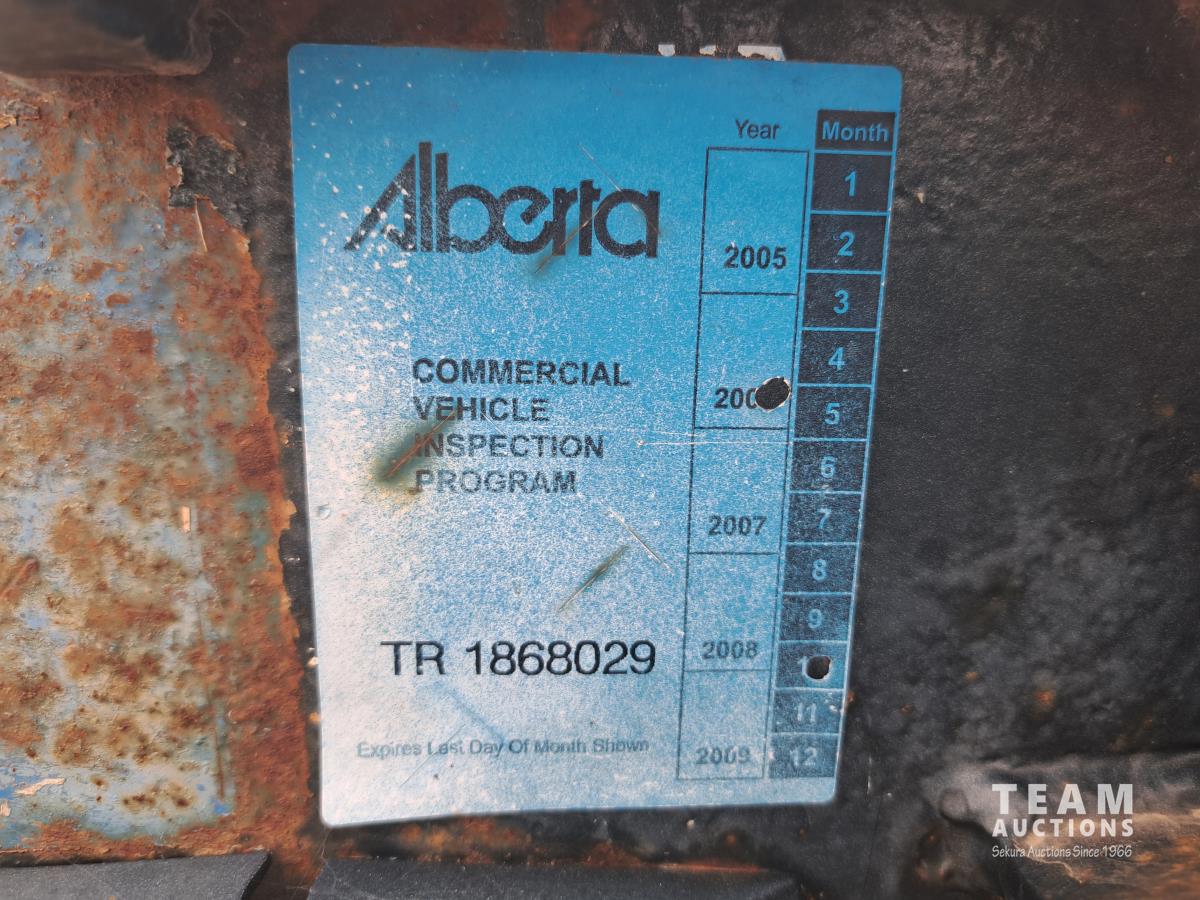 Alberta
COMMERCIAL
VEHICLE
INSPECTION
PROGRAM
TR 1868029
Expires Last Day Of Month Shown
Year
2005
200
2007
2008
2009
Month
1
2
3
4
5
6
7
8
9
11
12
TEAM
AUCTIONS
Sekura Auctions Since 1966